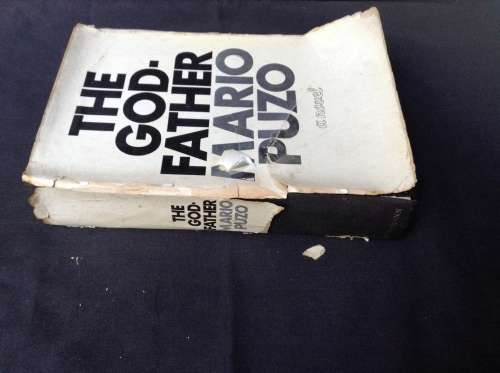 THE
GOD-
FATHER
MARIO
PUZO
a novel
THE
GOD-
FATHER
MARIO
PUZO